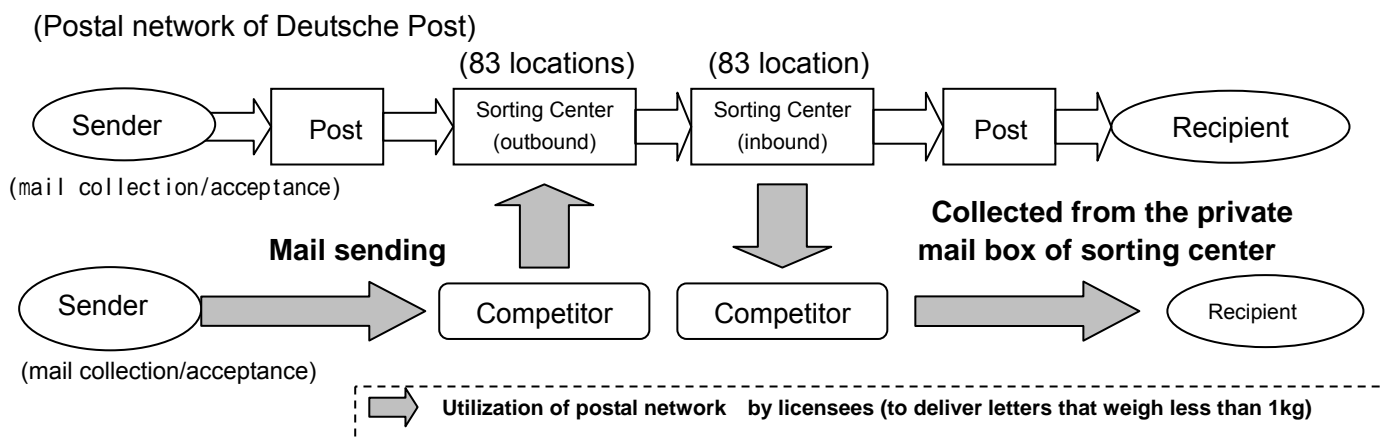 (Postal network of Deutsche Post)
(83 locations)
(83 location)
Sender
Post
Sorting Center
(outbound)
Sorting Center
(inbound)
Post
Recipient
(mail collection/acceptance)
Mail sending
Collected from the private
mail box of sorting center
Sender
Competitor
Competitor
Recipient
(mail collection/acceptance)
Utilization of postal network by licensees (to deliver letters that weigh less than 1kg)